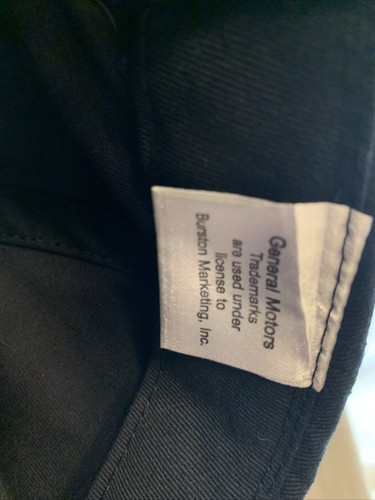 General Motors
Trademarks
are used under
license to
Burston Marketing, Inc.